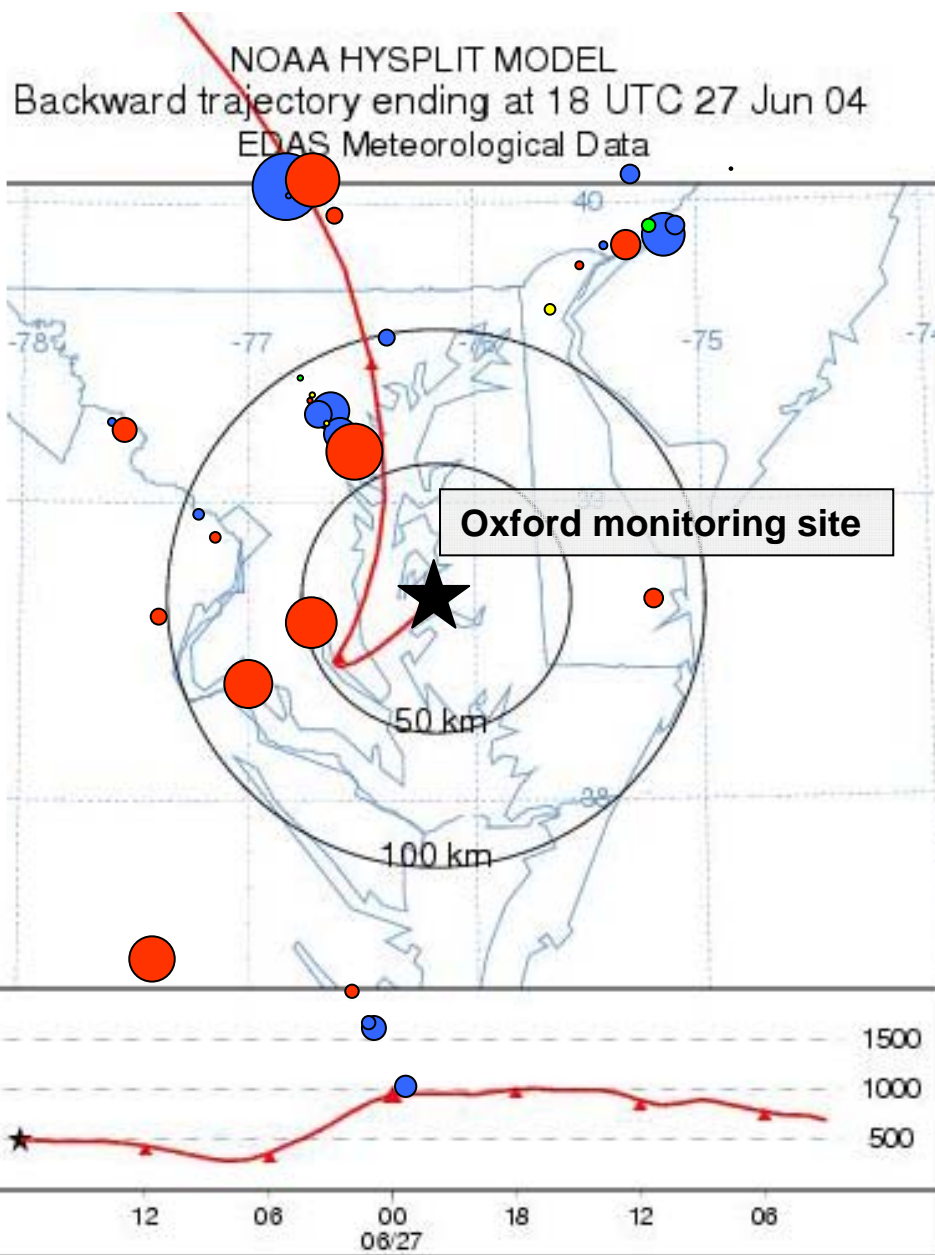 NOAA HYSPLIT MODEL
Backward trajectory ending at 18 UTC 27 Jun 04
EDAS Meteorological Data
40
-78
-77
-75
-74
39
Oxford monitoring site
50 km
38
100 km
1500
1000
500
12 06 00 18 12 06
06/27